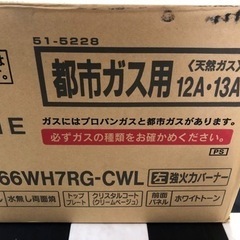 51-5228
都市ガス用
〈天然ガス〉
12A・13A
ガスにはプロパンガスと都市ガスがあります
必ずガスの種類をお確かめください
PS
66WH7RG-CWL
左 強火力バーナー
水無し両面焼
トッププレート
クリスタルコート(クリームベージュ)
前面パネル
ホワイトトーン